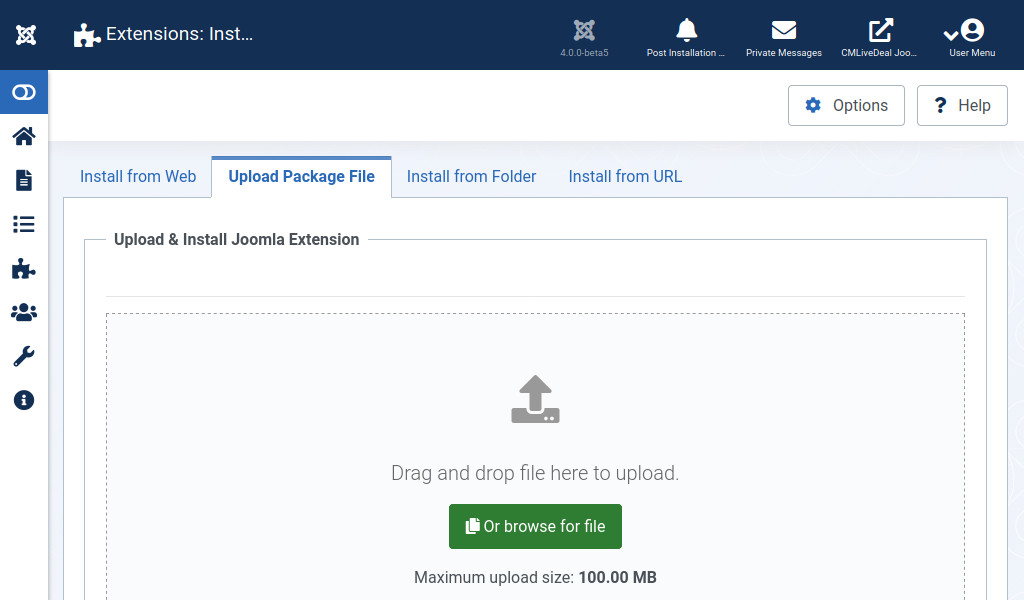 Extensions: Inst...
4.0.0-beta5
Post Installation ...
Private Messages
CMLiveDeal Joo...
User Menu
Options
Help
Install from Web
Upload Package File
Install from Folder
Install from URL
Upload & Install Joomla Extension
Drag and drop file here to upload.
Or browse for file
Maximum upload size: 100.00 MB